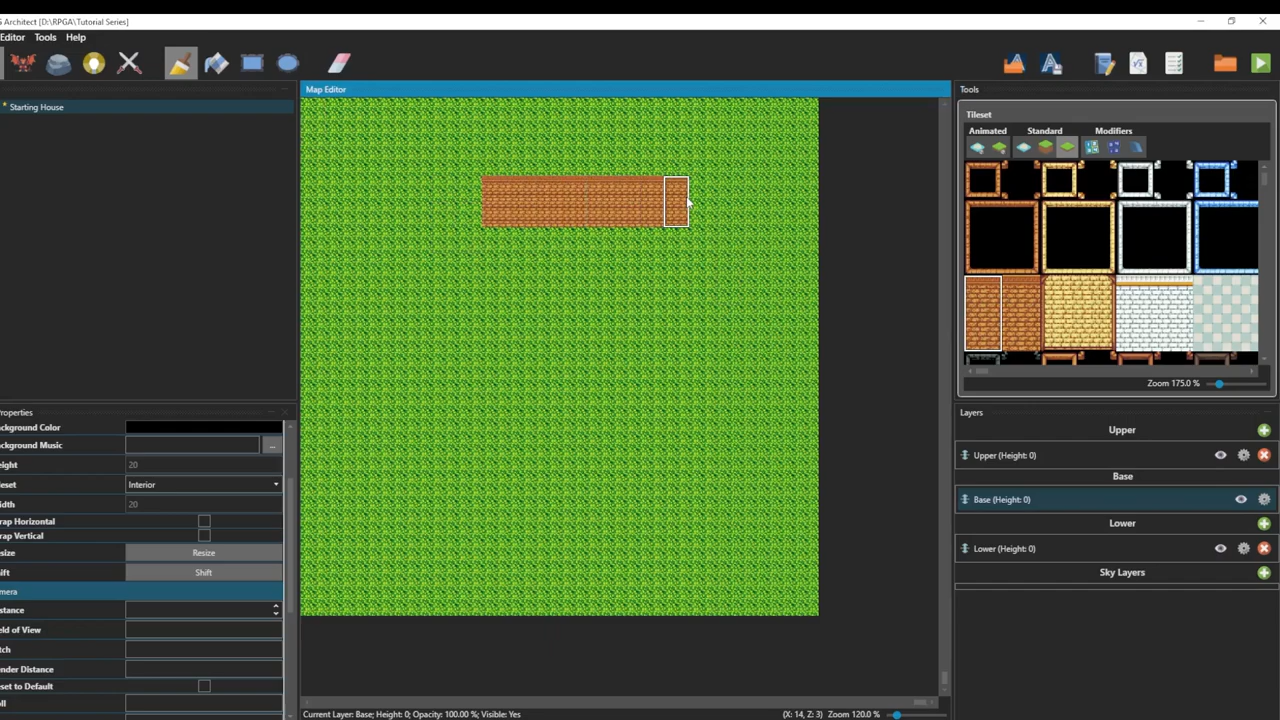 G Architect [D:\RPGA\Tutorial Series]
Editor Tools Help
Starting House
Map Editor
Tools
Tileset
Animated Standard Modifiers
Zoom 175.0 %
Layers
Upper
Upper (Height: 0)
Base
Base (Height: 0)
Lower
Lower (Height: 0)
Sky Layers
Properties
ackground Color
ackground Music ...
eight 20
eset Interior
idth 20
rap Horizontal
rap Vertical
esize Resize
hift Shift
mera
stance
eld of View
tch
ender Distance
eset to Default
oll
Current Layer: Base; Height: 0; Opacity: 100.00 %; Visible: Yes
(X: 14, Z: 3) Zoom 120.0 %